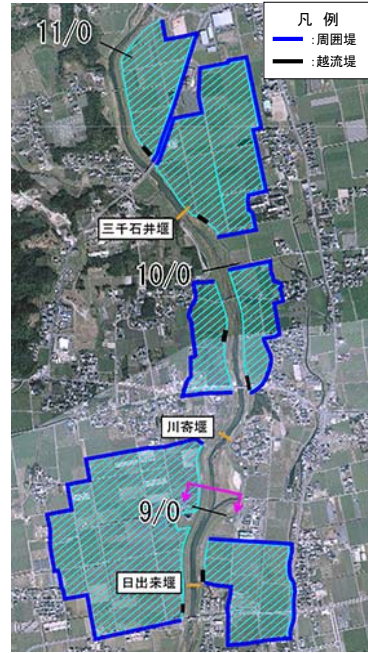 凡 例
:周囲堤
:越流堤
11/0
三千石井堰
10/0
川寄堰
9/0
日出来堰